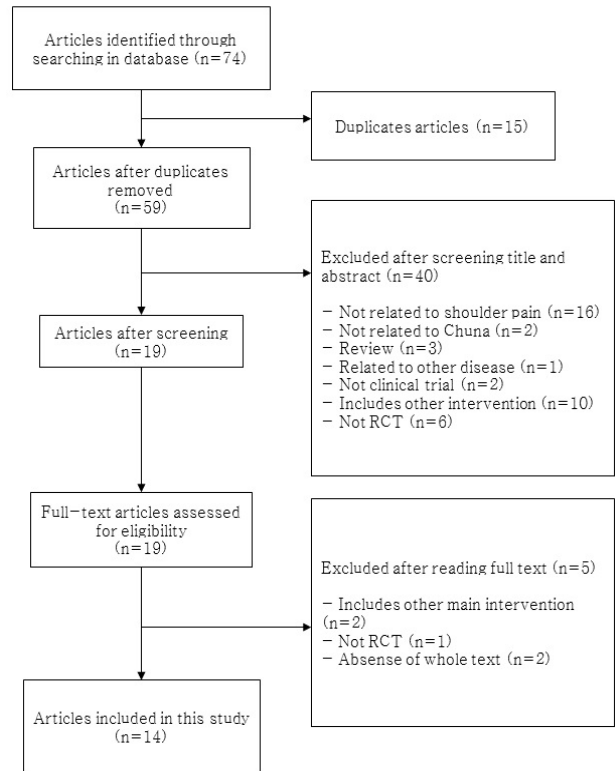 Articles identified through
searching in database (n=74)
Duplicates articles (n=15)
Articles after duplicates
removed
(n=59)
Excluded after screening title and
abstract (n=40)
- Not related to shoulder pain (n=16)
- Not related to Chuna (n=2)
- Review (n=3)
- Related to other disease (n=1)
- Not clinical trial (n=2)
- Includes other intervention (n=10)
- Not RCT (n=6)
Articles after screening
(n=19)
Full-text articles assessed
for eligibility
(n=19)
Excluded after reading full text (n=5)
- Includes other main intervention
(n=2)
- Not RCT (n=1)
- Absense of whole text (n=2)
Articles included in this study
(n=14)